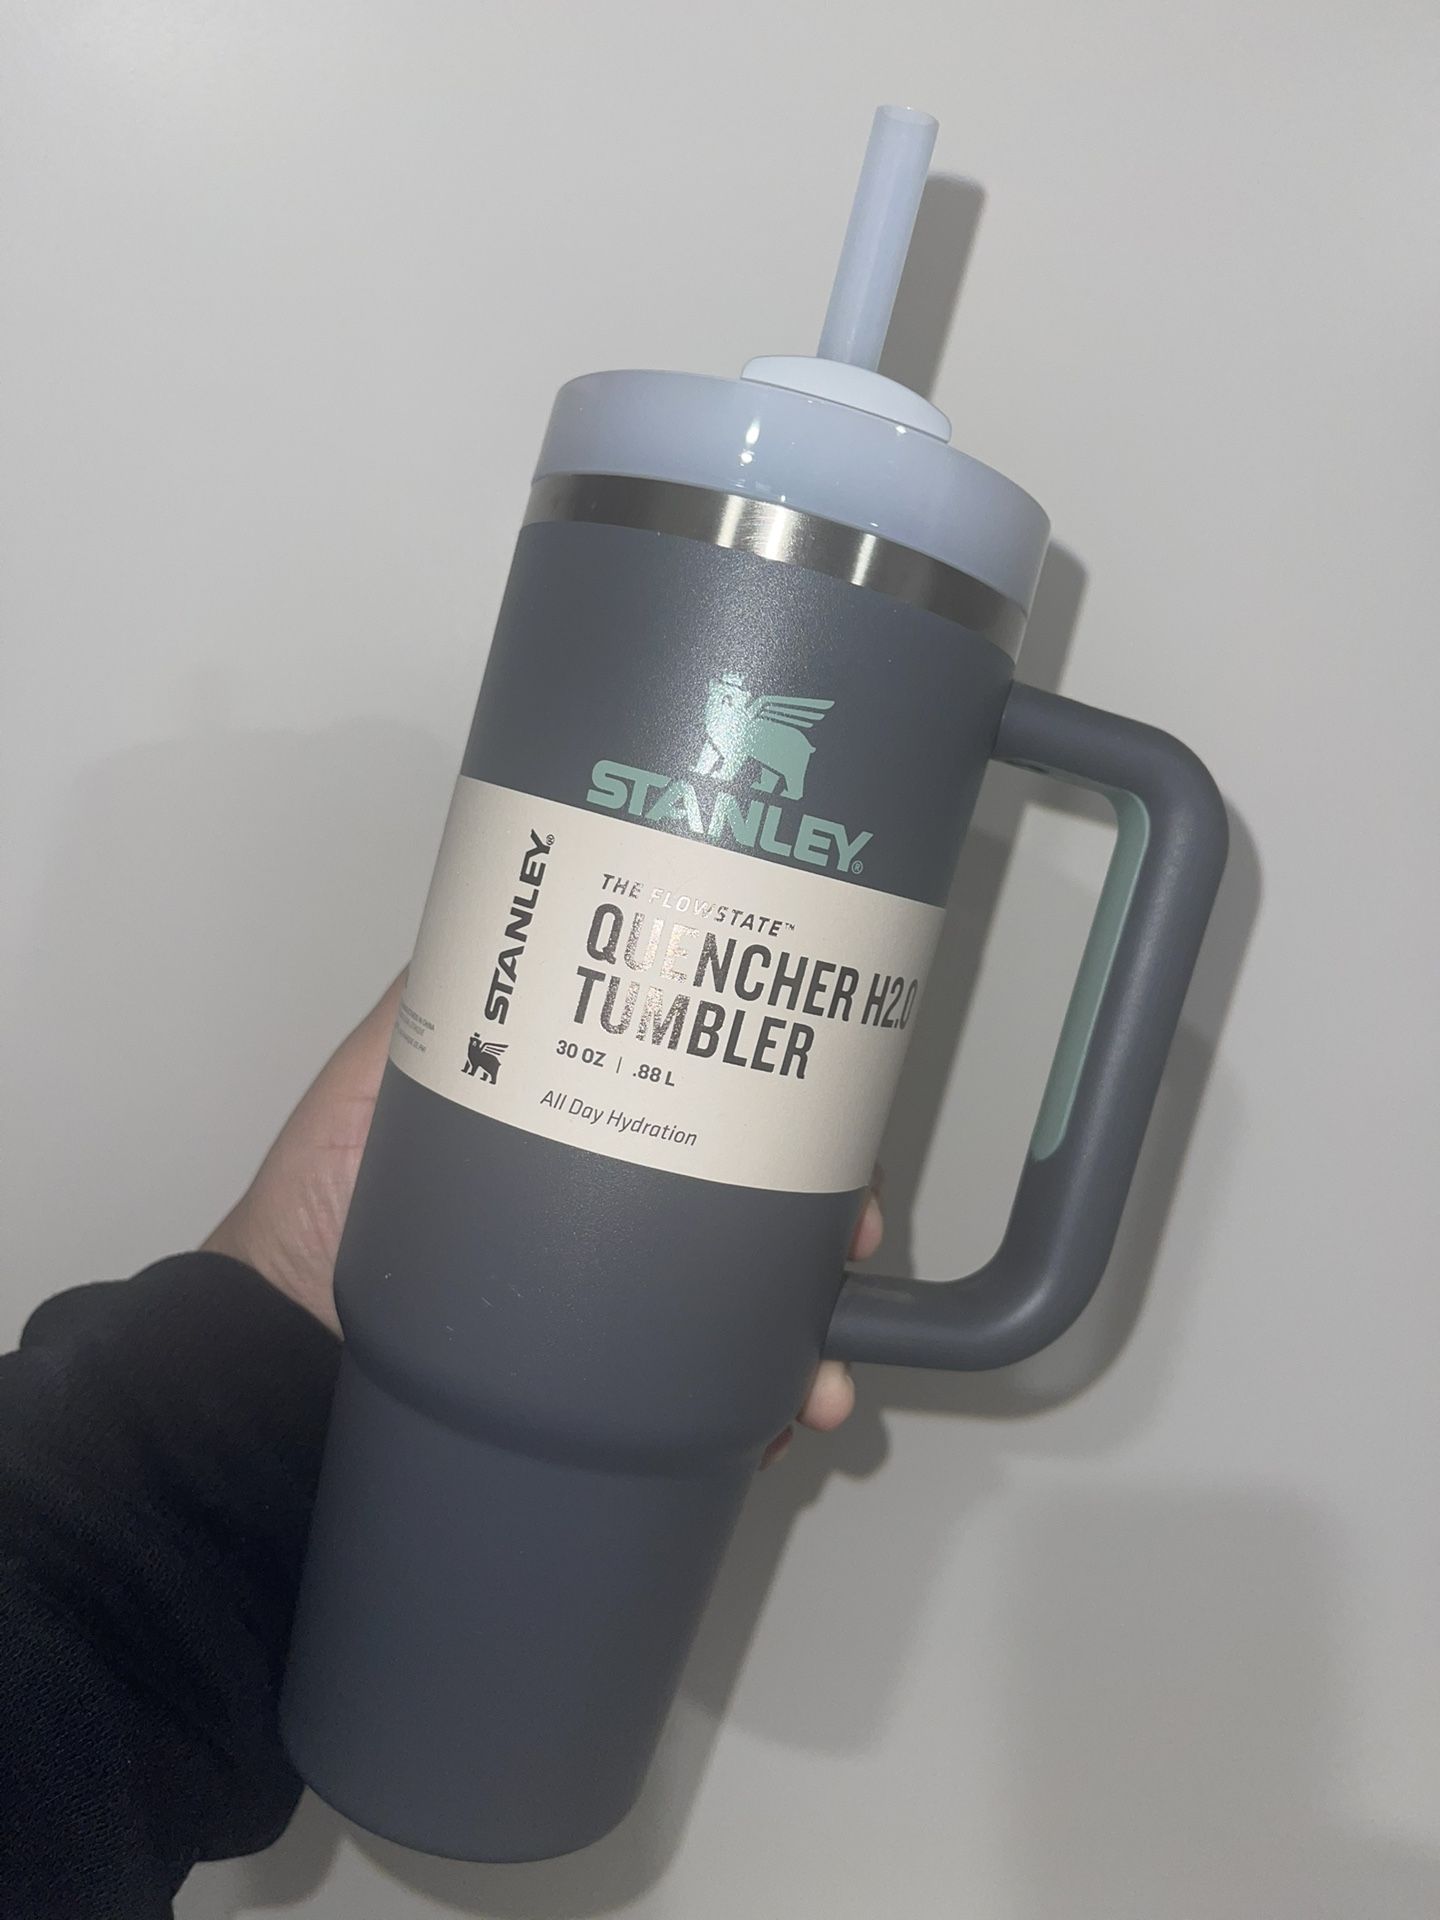 STANLEY®
STANLEY®
THE FLOWSTATE™
QUENCHER H2.0
TUMBLER
30 OZ | .88 L
All Day Hydration